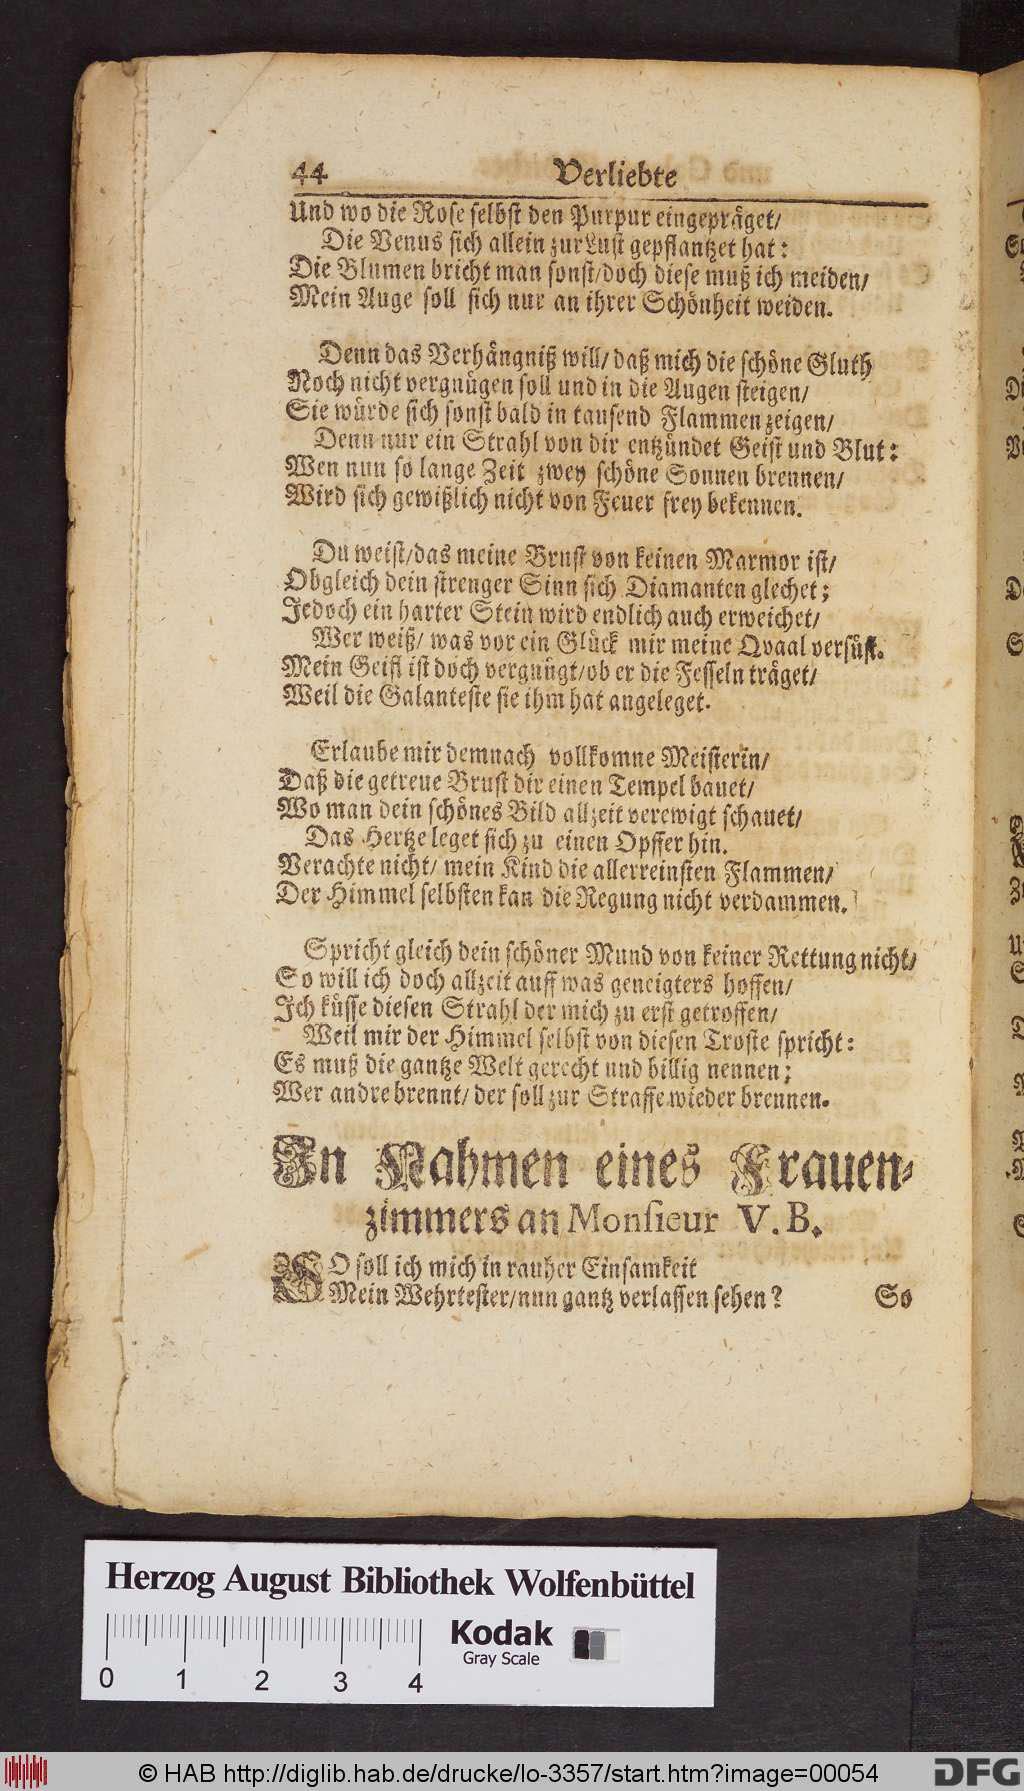 44 Verliebte
Und wo die Rose selbst den Purpur eingepräget/
Die Venus sich allein zur Lust gepflantzet hat:
Die Blumen bricht man sonst/doch diese muß ich meiden/
Mein Auge soll sich nur an ihrer Schönheit weiden.
Denn das Verhängniß will/ daß mich die schöne Gluth
Noch nicht vergnügen soll und in die Augen steigen/
Sie würde sich sonst bald in tausend Flammen zeigen/
Denn nur ein Strahl von dir entzündet Geist und Blut:
Wen nun so lange Zeit zwey schöne Sonnen brennen/
Wird sich gewißlich nicht von Feuer frey bekennen.
Du weist/das meine Brust von keinen Marmor ist/
Obgleich dein strenger Sinn sich Diamanten glechet;
Jedoch ein harter Stein wird endlich auch erweichet/
Wer weiß/ was vor ein Glück mir meine Qvaal versüst.
Mein Geist ist doch vergnügt/ob er die Fesseln träget/
Weil die Galanteste sie ihm hat angeleget.
Erlaube mir demnach vollkomne Meisterin/
Daß die getreue Brust dir einen Tempel bauet/
Wo man dein schönes Bild allzeit verewigt schauet/
Das Hertze leget sich zu einen Opffer hin.
Verachte nicht/ mein Kind die allerreinsten Flammen/
Der Himmel selbsten kan die Regung nicht verdammen.
Spricht gleich dein schöner Mund von keiner Rettung nicht/
So will ich doch allzeit auff was geneigters hoffen/
Ich küsse diesen Strahl der mich zu erst getroffen/
Weil mir der Himmel selbst von diesen Troste spricht:
Es muß die gantze Welt gerecht und billig nennen;
Wer andre brennt/ der soll zur Straffe wieder brennen.
In Nahmen eines Frauen-
zimmers an Monsieur V. B.
WO soll ich mich in rauher Einsamkeit
Mein Wehrtester/nun gantz verlassen sehen?
So
Herzog August Bibliothek Wolfenbüttel
Kodak
Gray Scale
0 1 2 3 4
© HAB http://diglib.hab.de/drucke/lo-3357/start.htm?image=00054
DFG